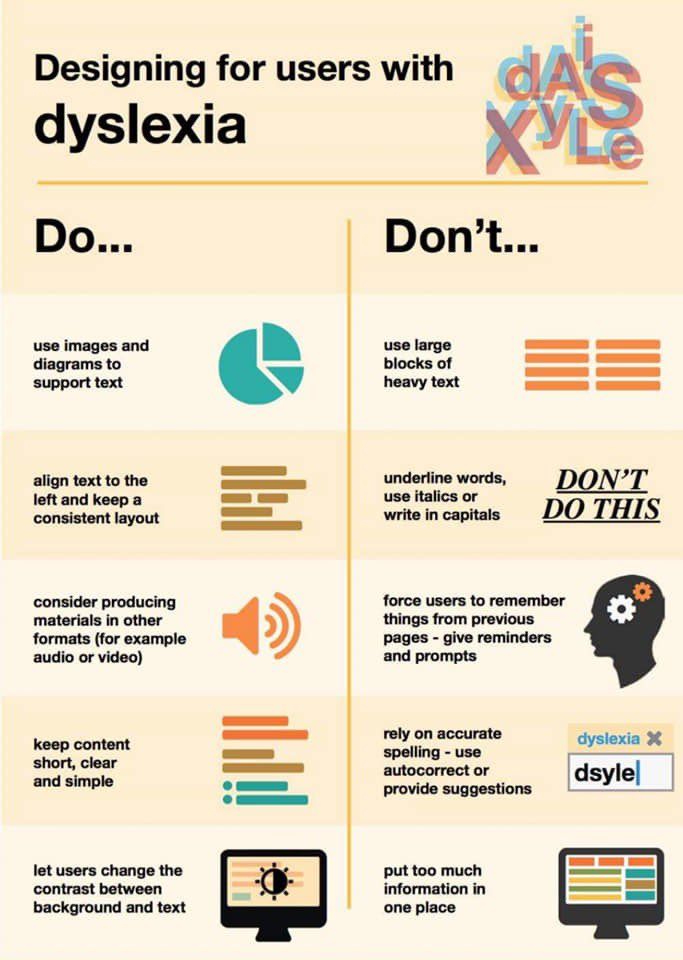 Designing for users with
dyslexia
Do...
use images and
diagrams to
support text
align text to the
left and keep a
consistent layout
consider producing
materials in other
formats (for example
audio or video)
keep content
short, clear
and simple
let users change the
contrast between
background and text
Don't...
use large
blocks of
heavy text
underline words,
use italics or
write in capitals
DON'T
DO THIS
force users to remember
things from previous
pages - give reminders
and prompts
rely on accurate
spelling - use
autocorrect or
provide suggestions
dyslexia
dsyle
put too much
information in
one place